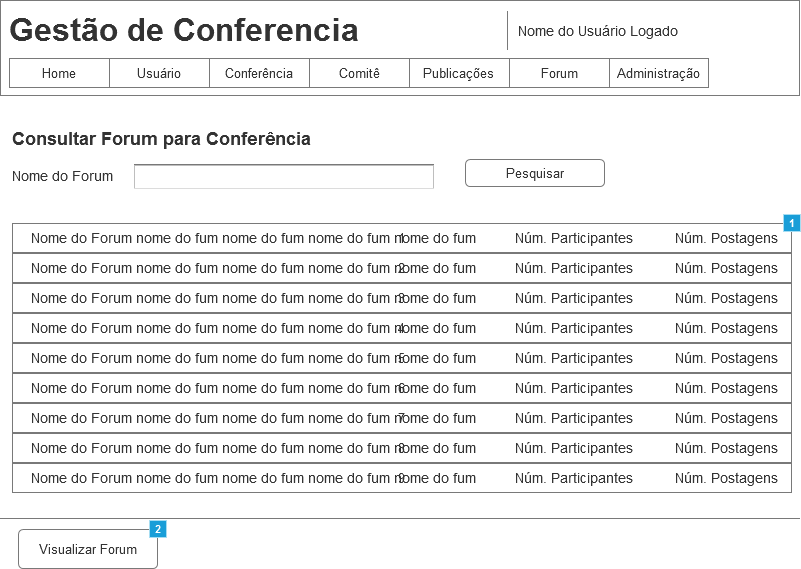 Gestão de Conferencia
Nome do Usuário Logado
Home Usuário Conferência Comitê Publicações Forum Administração
Consultar Forum para Conferência
Nome do Forum Pesquisar
1
Nome do Forum nome do fum nome do fum nome do fum nome do fum 1 Núm. Participantes Núm. Postagens
Nome do Forum nome do fum nome do fum nome do fum nome do fum 2 Núm. Participantes Núm. Postagens
Nome do Forum nome do fum nome do fum nome do fum nome do fum 3 Núm. Participantes Núm. Postagens
Nome do Forum nome do fum nome do fum nome do fum nome do fum 4 Núm. Participantes Núm. Postagens
Nome do Forum nome do fum nome do fum nome do fum nome do fum 5 Núm. Participantes Núm. Postagens
Nome do Forum nome do fum nome do fum nome do fum nome do fum 6 Núm. Participantes Núm. Postagens
Nome do Forum nome do fum nome do fum nome do fum nome do fum 7 Núm. Participantes Núm. Postagens
Nome do Forum nome do fum nome do fum nome do fum nome do fum 8 Núm. Participantes Núm. Postagens
Nome do Forum nome do fum nome do fum nome do fum nome do fum 9 Núm. Participantes Núm. Postagens
2
Visualizar Forum